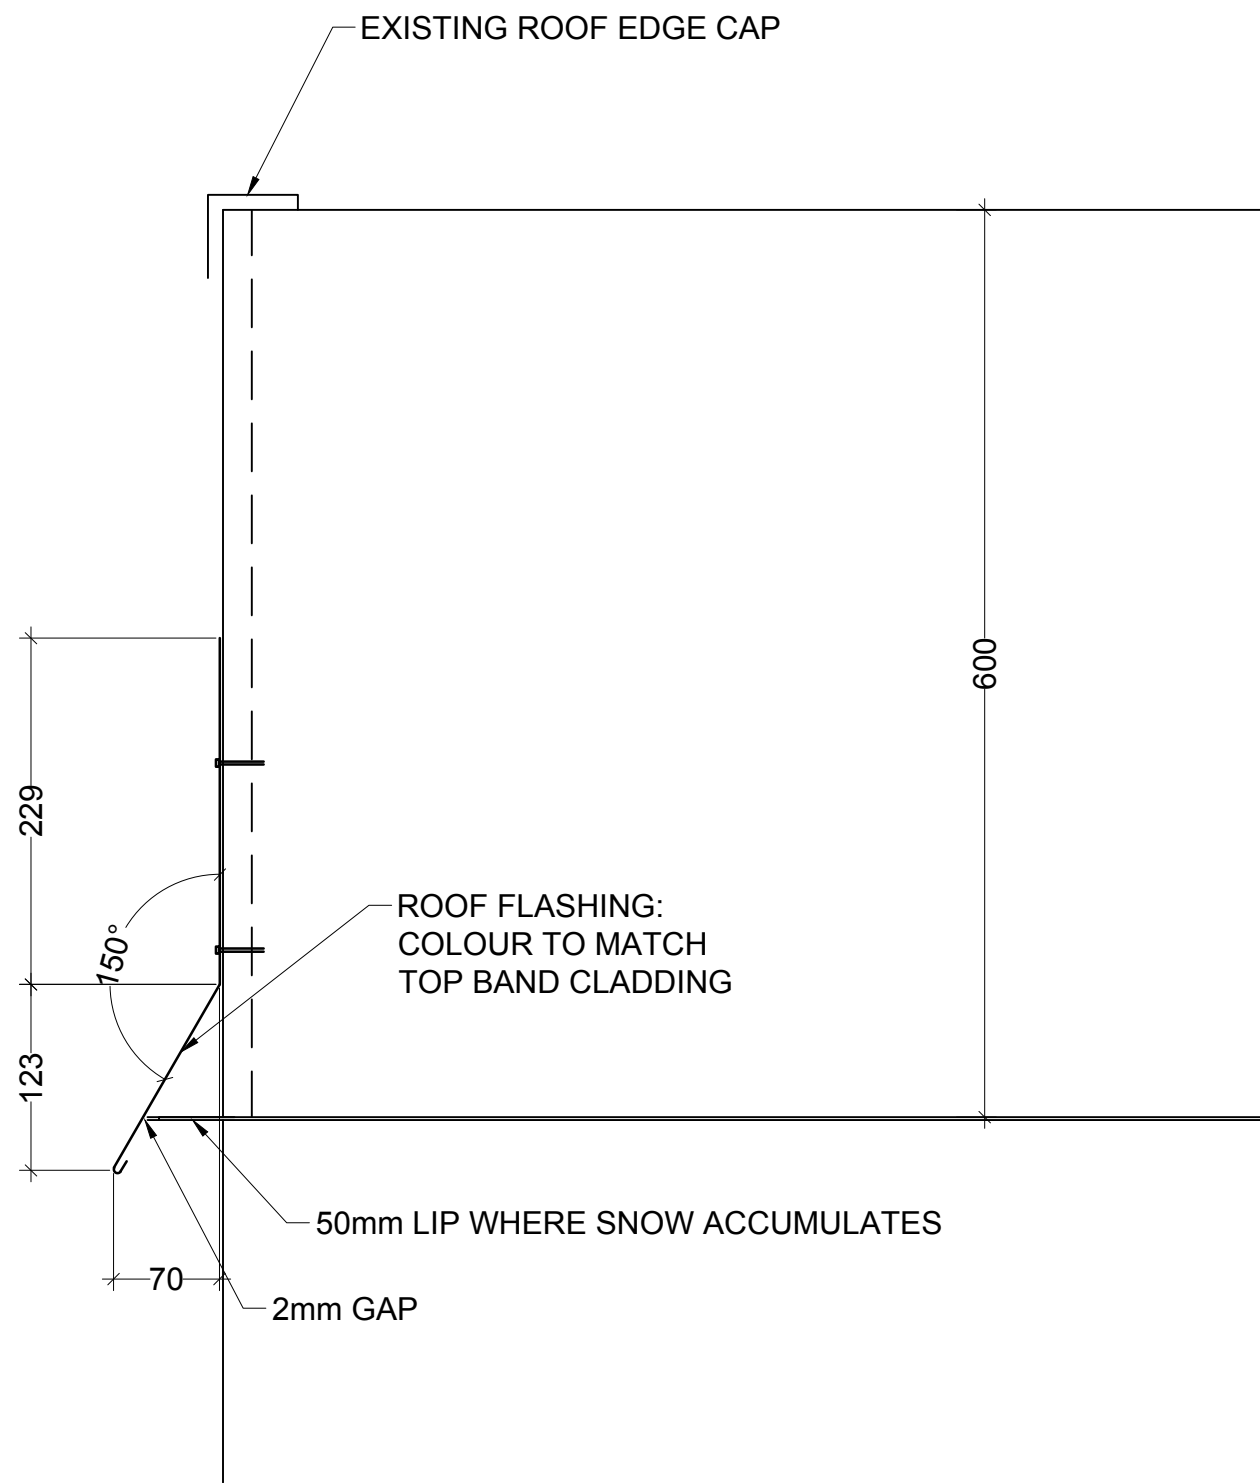 EXISTING ROOF EDGE CAP
600
229
150°
ROOF FLASHING:
COLOUR TO MATCH
TOP BAND CLADDING
123
50mm LIP WHERE SNOW ACCUMULATES
70
2mm GAP